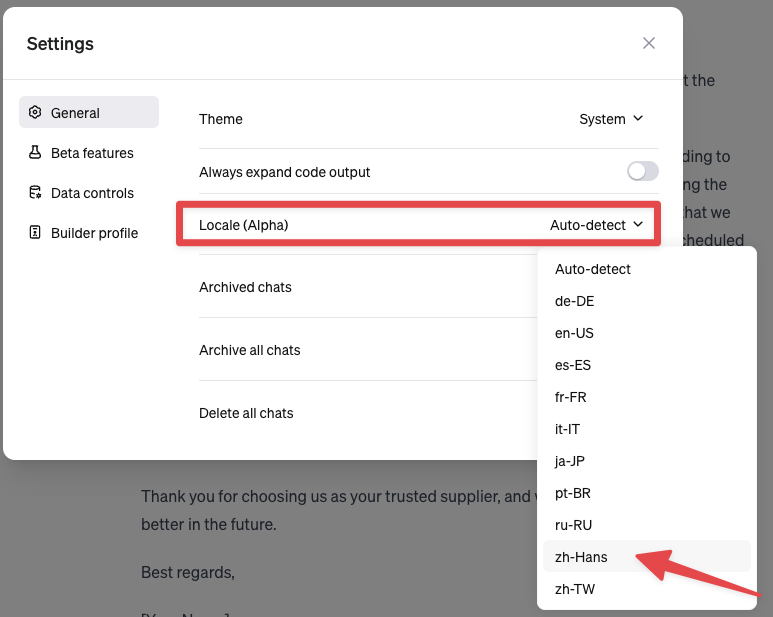 Settings
General
Beta features
Data controls
Builder profile
Theme
System
Always expand code output
Locale (Alpha)
Auto-detect
Archived chats
Archive all chats
Delete all chats
Auto-detect
de-DE
en-US
es-ES
fr-FR
it-IT
ja-JP
pt-BR
ru-RU
zh-Hans
zh-TW
t the
ding to
ng the
hat we
cheduled
Thank you for choosing us as your trusted supplier, and
better in the future.
Best regards,